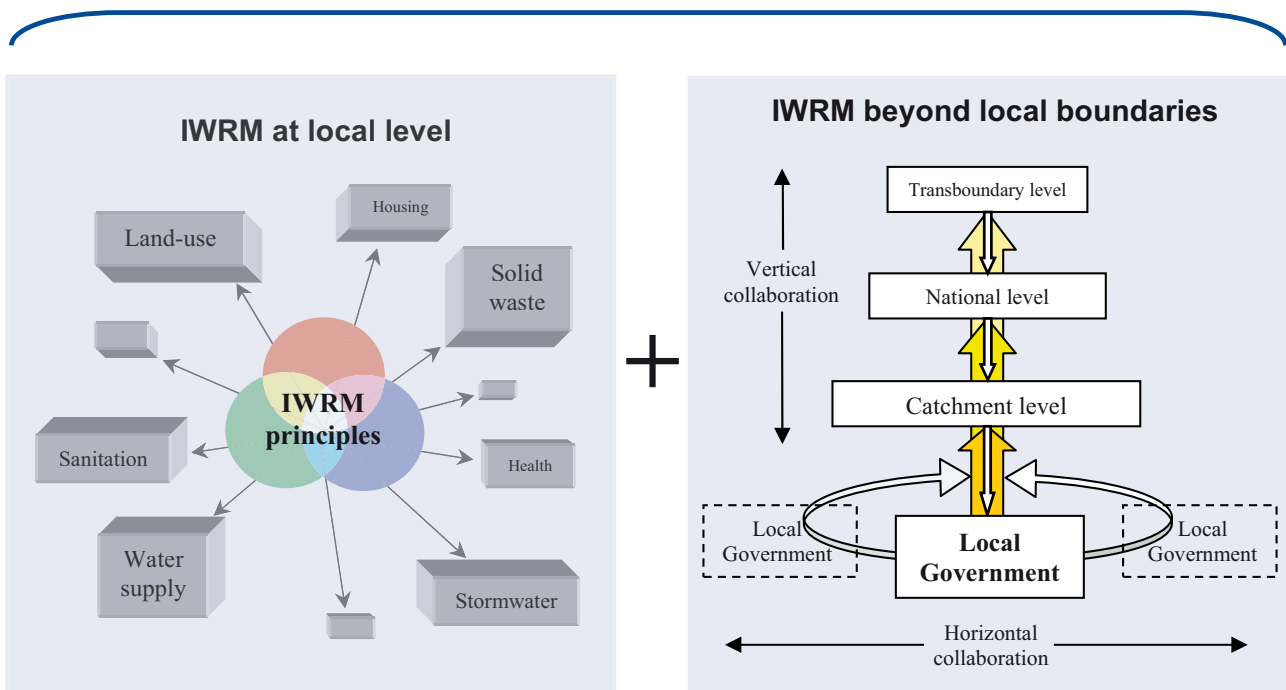 IWRM at local level
Housing
Land-use
Solid
waste
IWRM
principles
Sanitation
Health
Water
supply
Stormwater
+
IWRM beyond local boundaries
Transboundary level
Vertical
collaboration
National level
Catchment level
Local
Government
Local
Government
Local
Government
Horizontal
collaboration